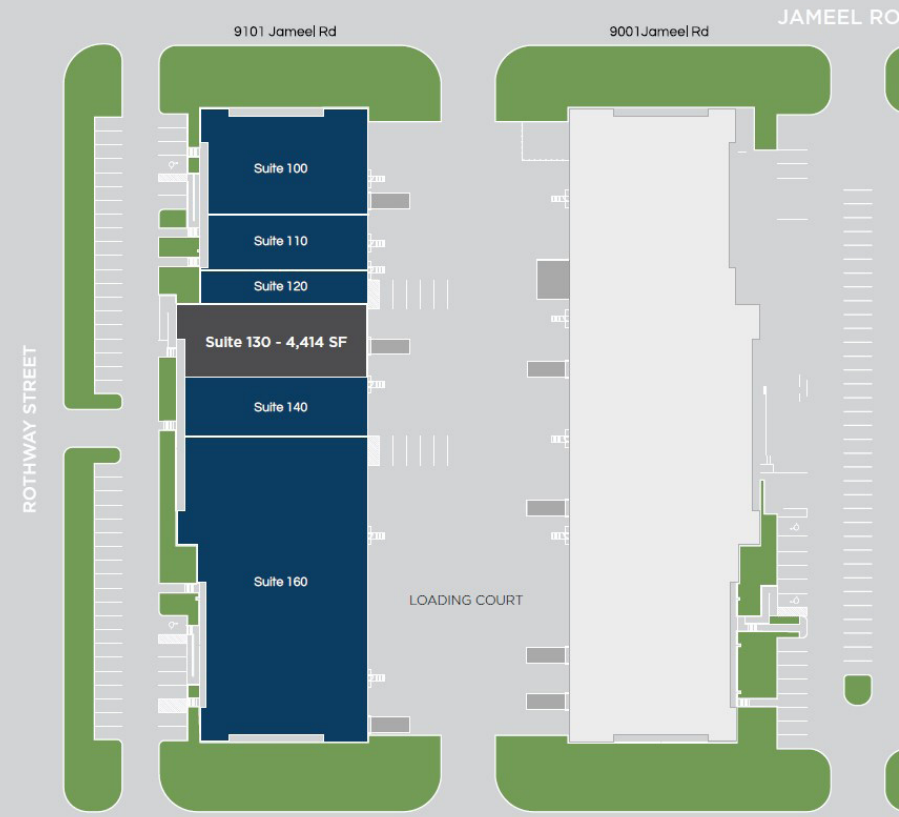 JAMEEL RO
9101 Jameel Rd
9001Jameel Rd
Suite 100
Suite 110
Suite 120
Suite 130 - 4,414 SF
Suite 140
Suite 160
ROTHWAY STREET
LOADING COURT